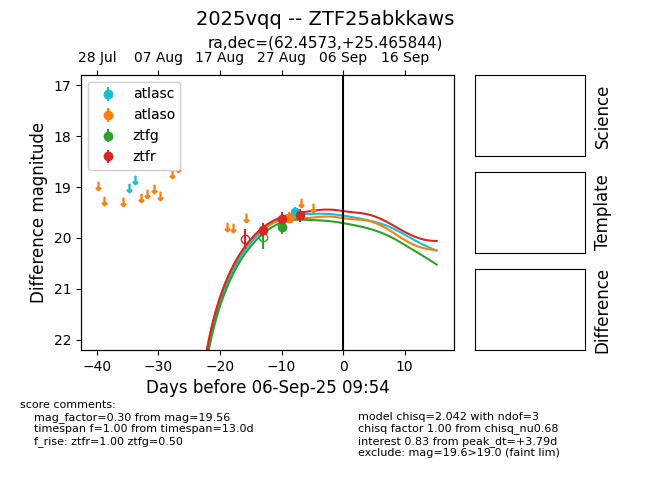 2025vqq -- ZTF25abkkaws
ra,dec=(62.4573,+25.465844)
28 Jul 07 Aug 17 Aug 27 Aug 06 Sep 16 Sep
17
18
19
20
21
22
Difference magnitude
atlasc
atlaso
ztfg
ztfr
−40 −30 −20 −10 0 10
Days before 06-Sep-25 09:54
Science
Template
Difference
score comments:
mag_factor=0.30 from mag=19.56
timespan f=1.00 from timespan=13.0d
f_rise: ztfr=1.00 ztfg=0.50
model chisq=2.042 with ndof=3
chisq factor 1.00 from chisq_nu0.68
interest 0.83 from peak_dt=+3.79d
exclude: mag=19.6>19.0 (faint lim)